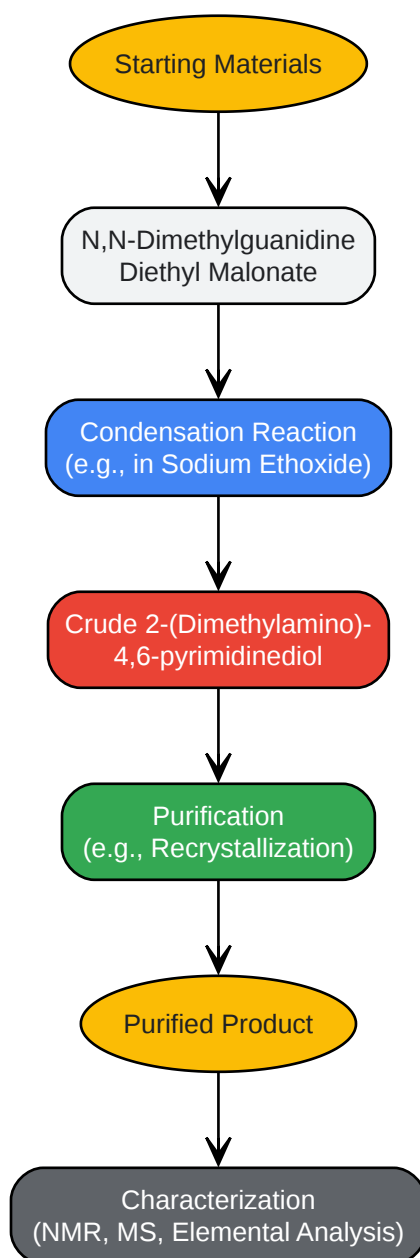 Starting Materials
N,N-Dimethylguanidine
Diethyl Malonate
Condensation Reaction
(e.g., in Sodium Ethoxide)
Crude 2-(Dimethylamino)-
4,6-pyrimidinediol
Purification
(e.g., Recrystallization)
Purified Product
Characterization
(NMR, MS, Elemental Analysis)